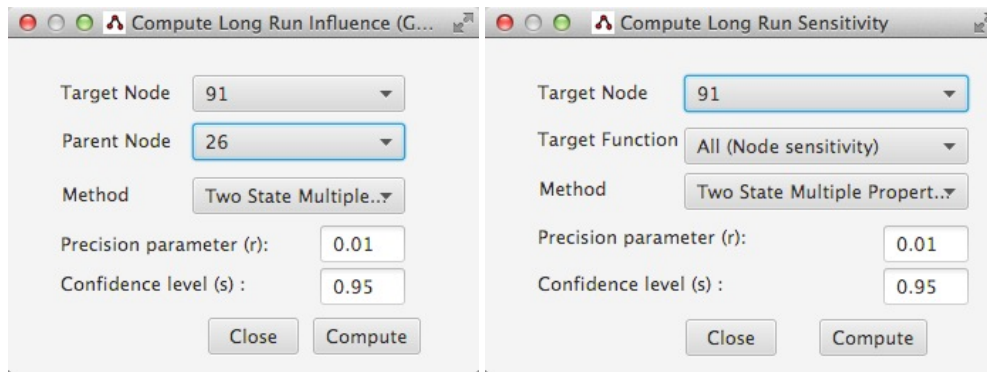 Compute Long Run Influence (G...
Target Node 91
Parent Node 26
Method Two State Multiple...
Precision parameter (r): 0.01
Confidence level (s) : 0.95
Close Compute
Compute Long Run Sensitivity
Target Node 91
Target Function All (Node sensitivity)
Method Two State Multiple Propert...
Precision parameter (r): 0.01
Confidence level (s) : 0.95
Close Compute